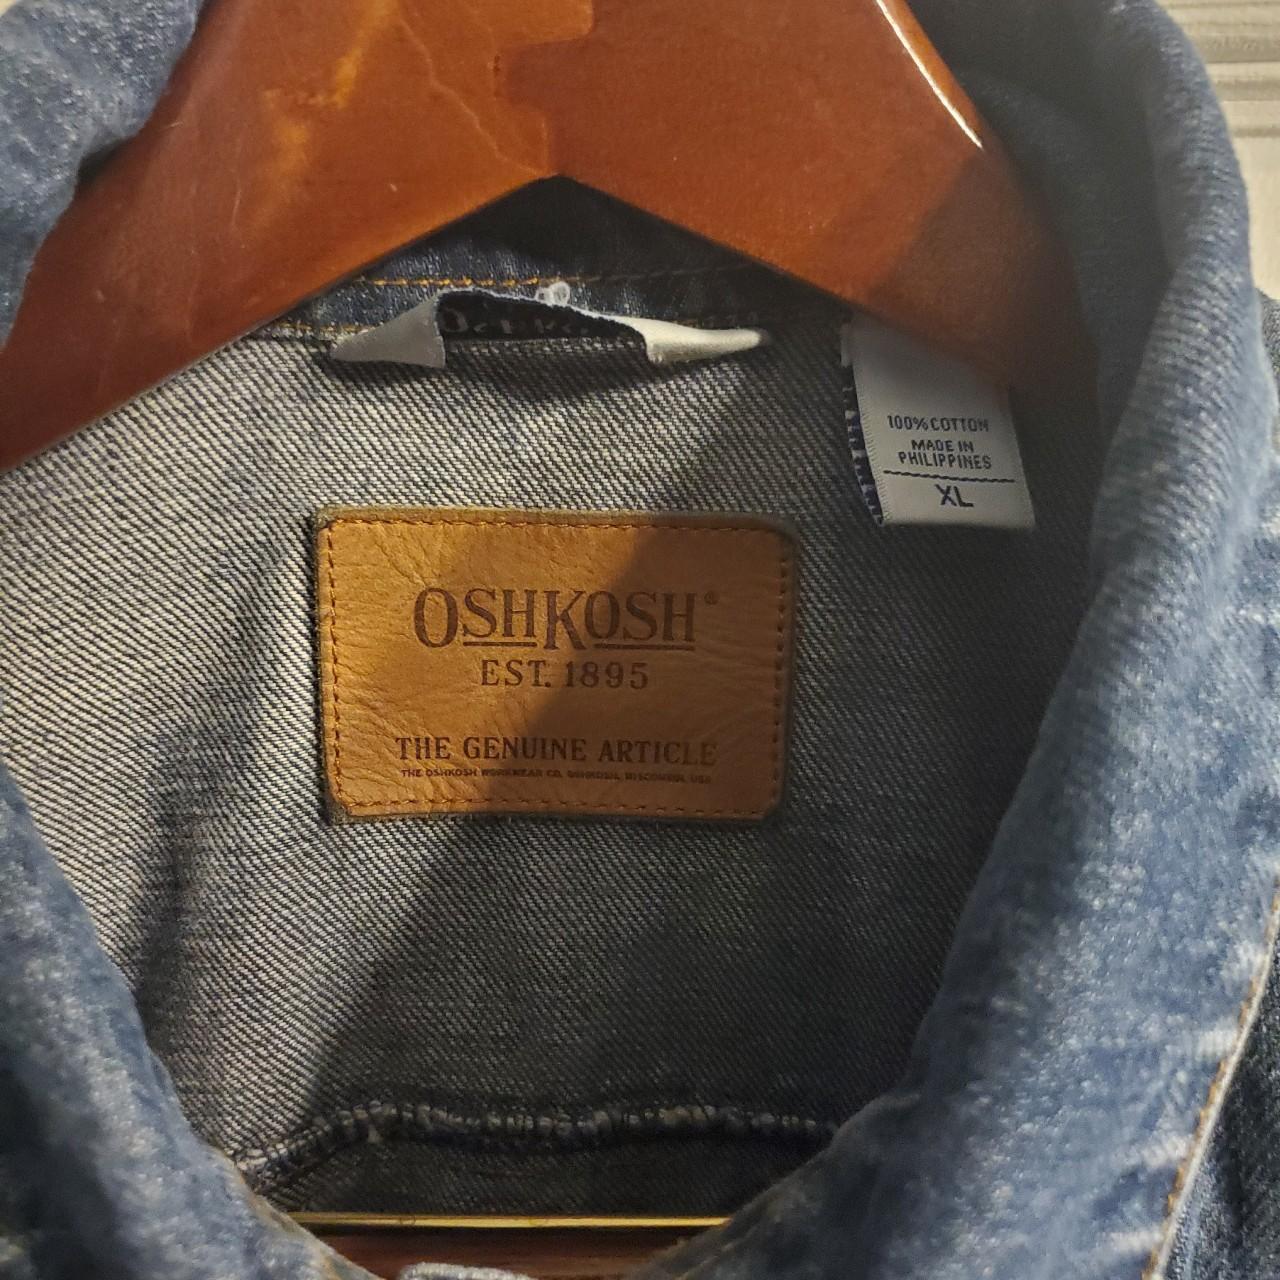 100% COTTON
MADE IN
PHILIPPINES
XL
OSHKOSH®
EST. 1895
THE GENUINE ARTICLE
THE OSHKOSH WORKWEAR CO. OSHKOSH, WISCONSIN, USA